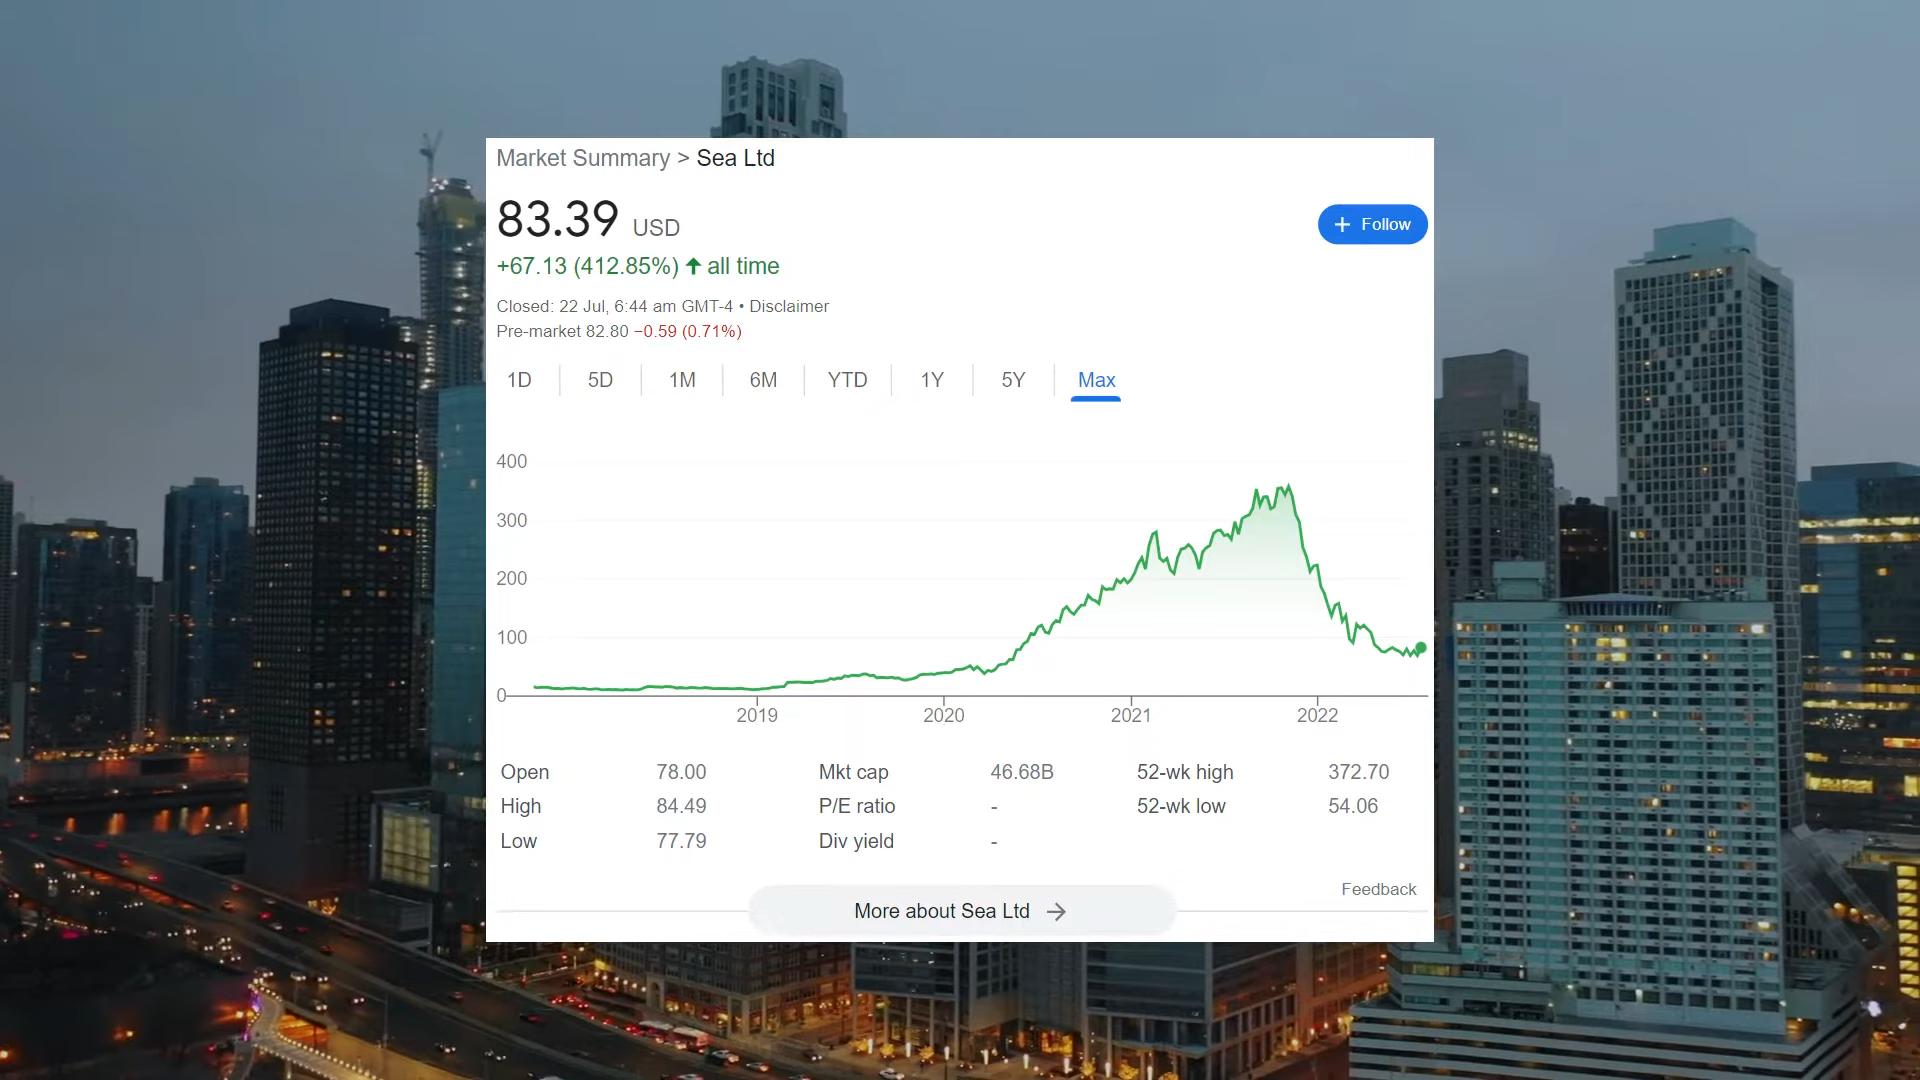 Market Summary > Sea Ltd
83.39 USD
+ Follow
+67.13 (412.85%) ↑ all time
Closed: 22 Jul, 6:44 am GMT-4 • Disclaimer
Pre-market 82.80 −0.59 (0.71%)
1D 5D 1M 6M YTD 1Y 5Y Max
400
300
200
100
0
2019 2020 2021 2022
Open 78.00 Mkt cap 46.68B 52-wk high 372.70
High 84.49 P/E ratio - 52-wk low 54.06
Low 77.79 Div yield -
Feedback
More about Sea Ltd →